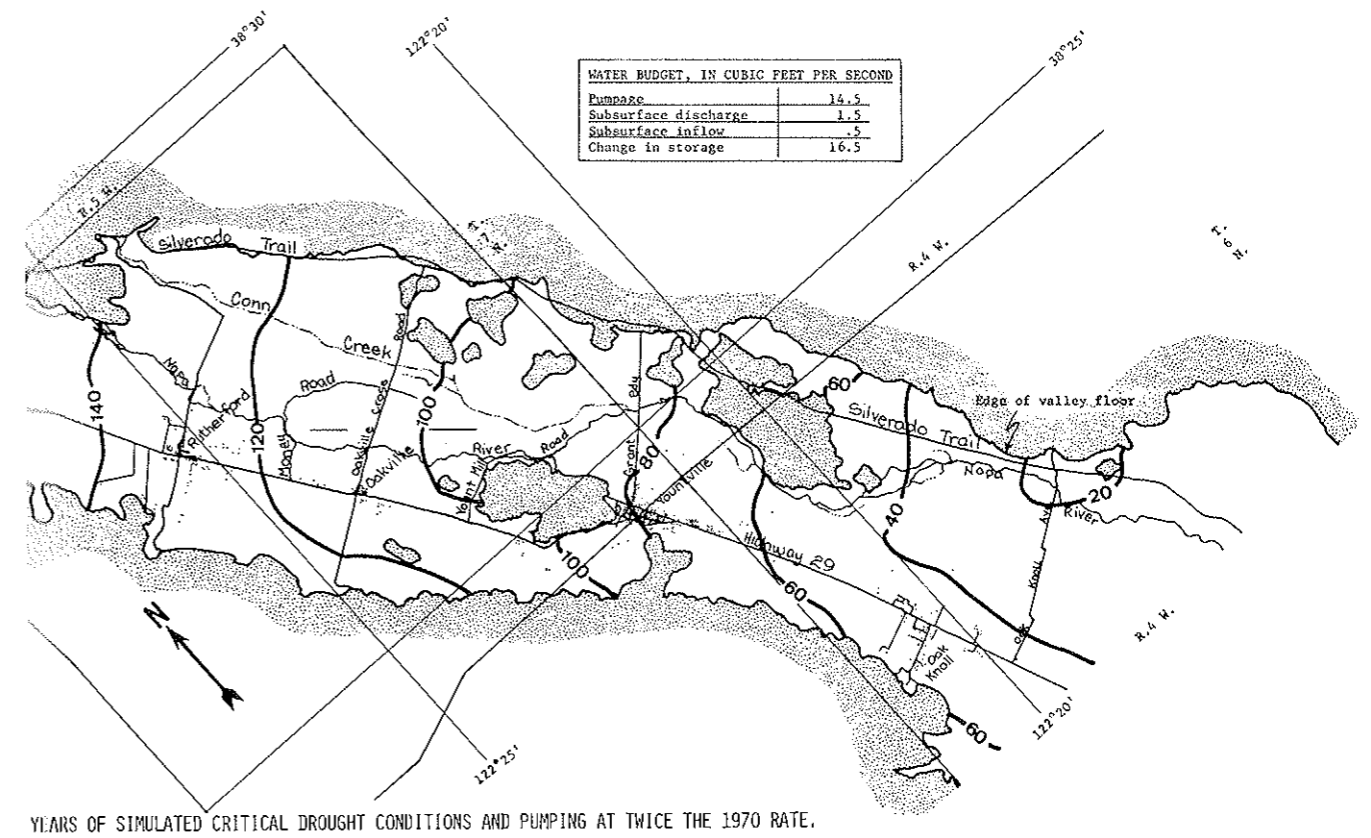 38°30'
122°20'
38°25'
WATER BUDGET, IN CUBIC FEET PER SECOND
Pumpage 14.5
Subsurface discharge 1.5
Subsurface inflow .5
Change in storage 16.5
R.5 W.
T. 7 N.
R.4 W.
T. 6 N.
Silverado Trail
Conn Creek
Napa
Rutherford
Money Road
Oakville Cross Road
Oakville
Yount Mill Road
River
Grant Pody
Yountville
Highway 29
Silverado Trail
Edge of valley floor
Napa River
Oak Knoll Ave
Oak Knoll
140
120
100
80
100
60
60
40
20
60
N
R.4 W.
122°25'
122°20'
YEARS OF SIMULATED CRITICAL DROUGHT CONDITIONS AND PUMPING AT TWICE THE 1970 RATE.